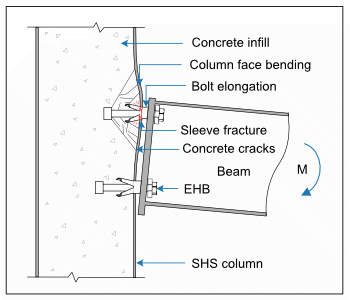 Concrete infill
Column face bending
Bolt elongation
Sleeve fracture
Concrete cracks
Beam
M
EHB
SHS column